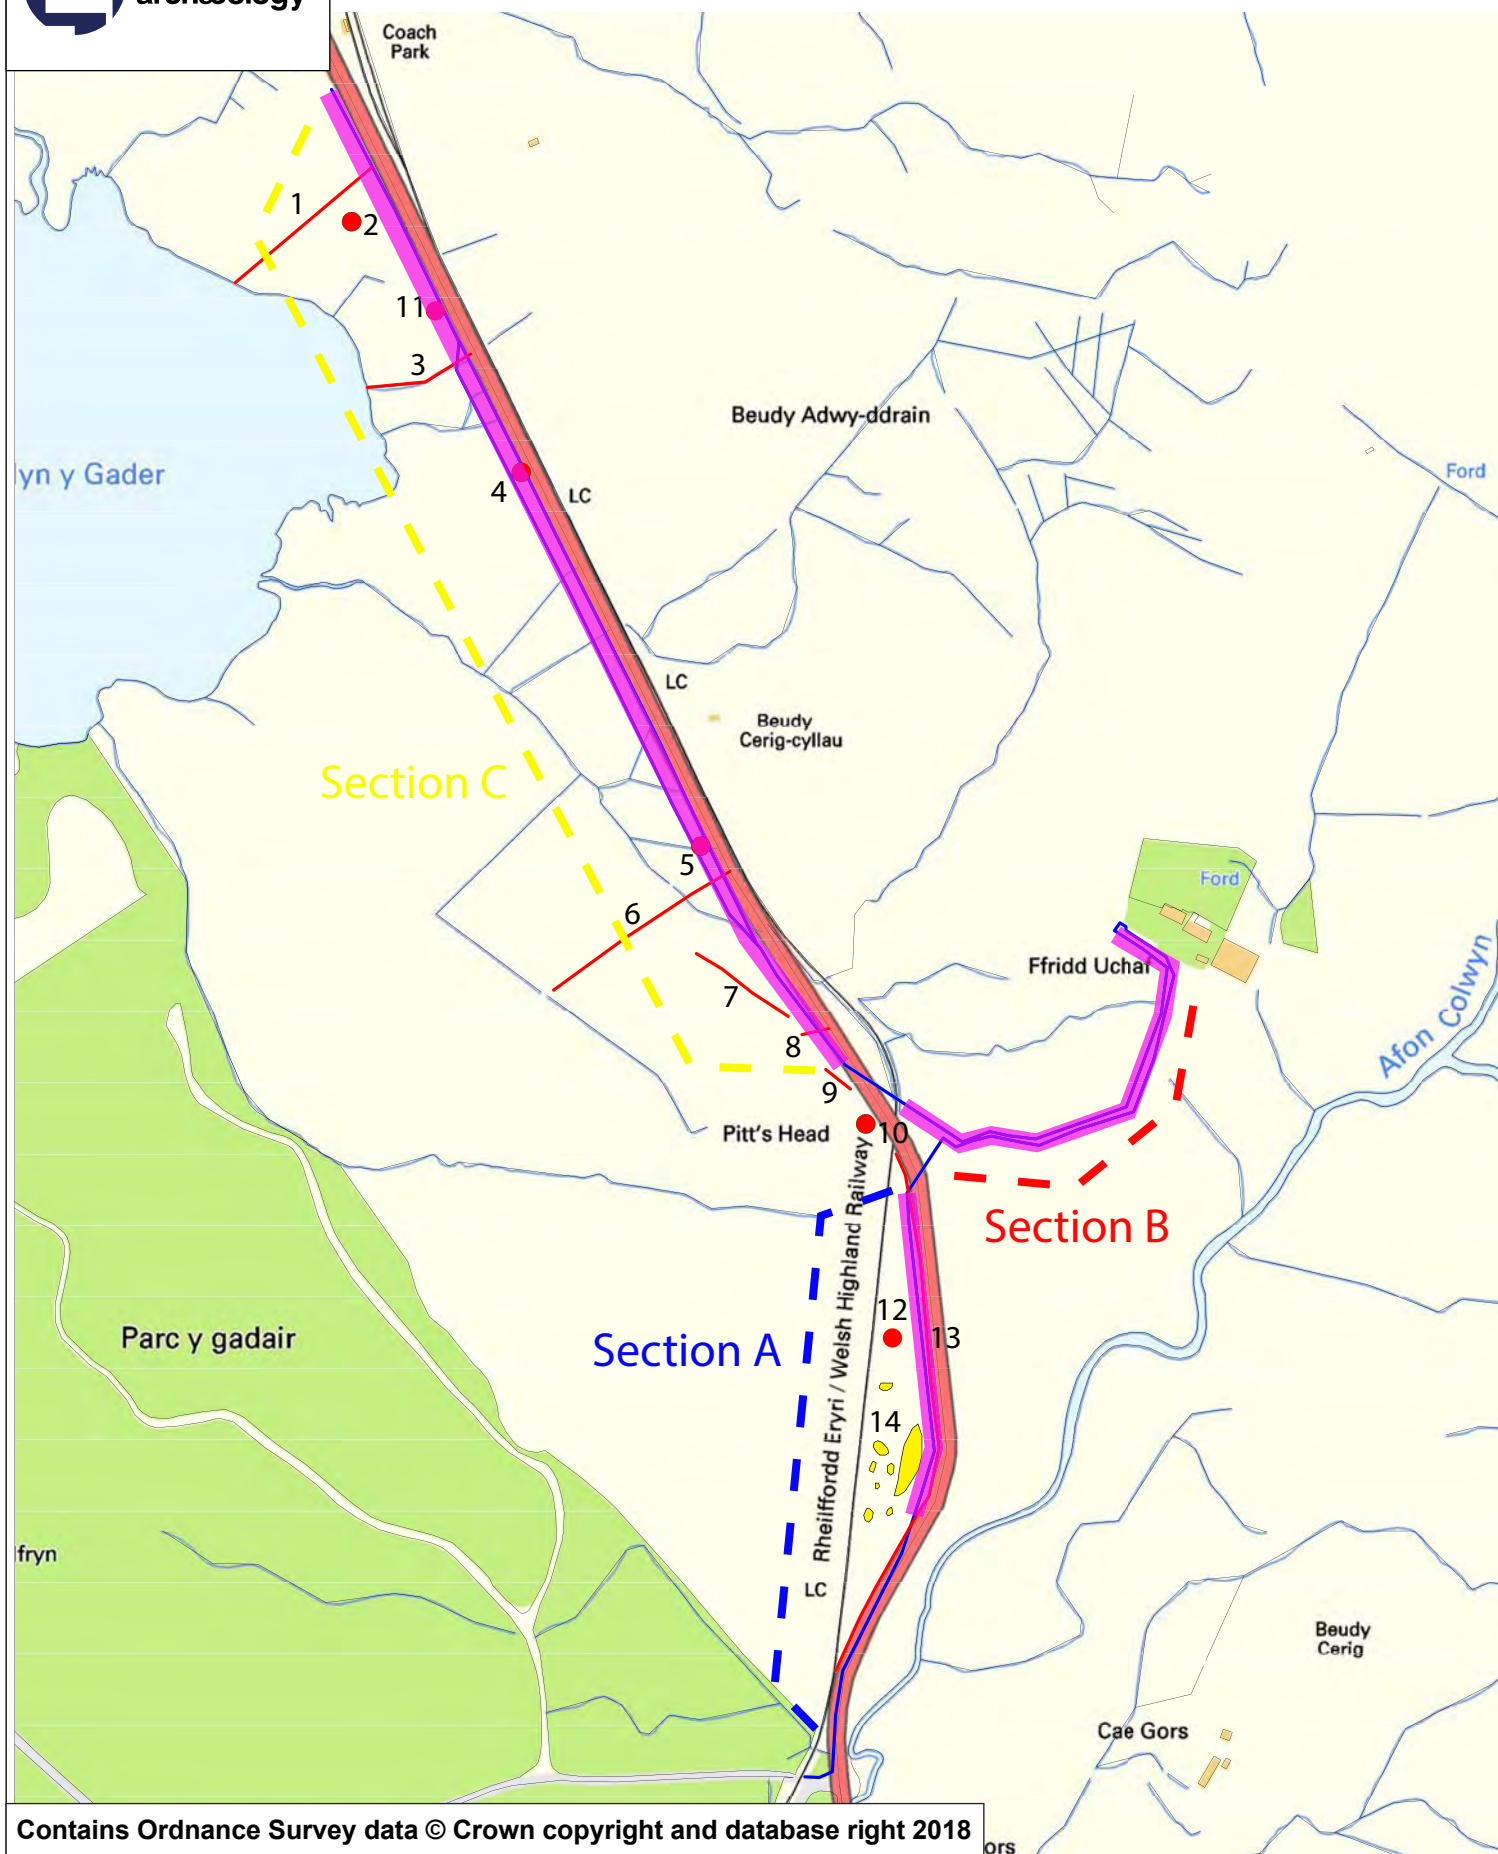 archaeology
Coach
Park
1
2
11
3
Beudy Adwy-ddrain
lyn y Gader
Ford
4
LC
LC
Beudy
Cerig-cyllau
Section C
5
Ford
6
Ffridd Uchaf
Afon Colwyn
7
8
9
Pitt's Head
10
Section B
Rheilffordd Eryri / Welsh Highland Railway
12
13
Parc y gadair
Section A
14
lfryn
LC
Beudy
Cerig
Cae Gors
Contains Ordnance Survey data © Crown copyright and database right 2018
ors